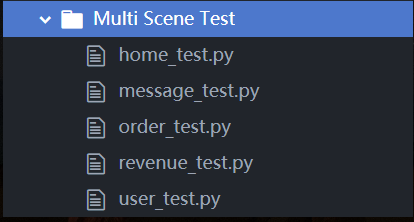 Multi Scene Test
home_test.py
message_test.py
order_test.py
revenue_test.py
user_test.py